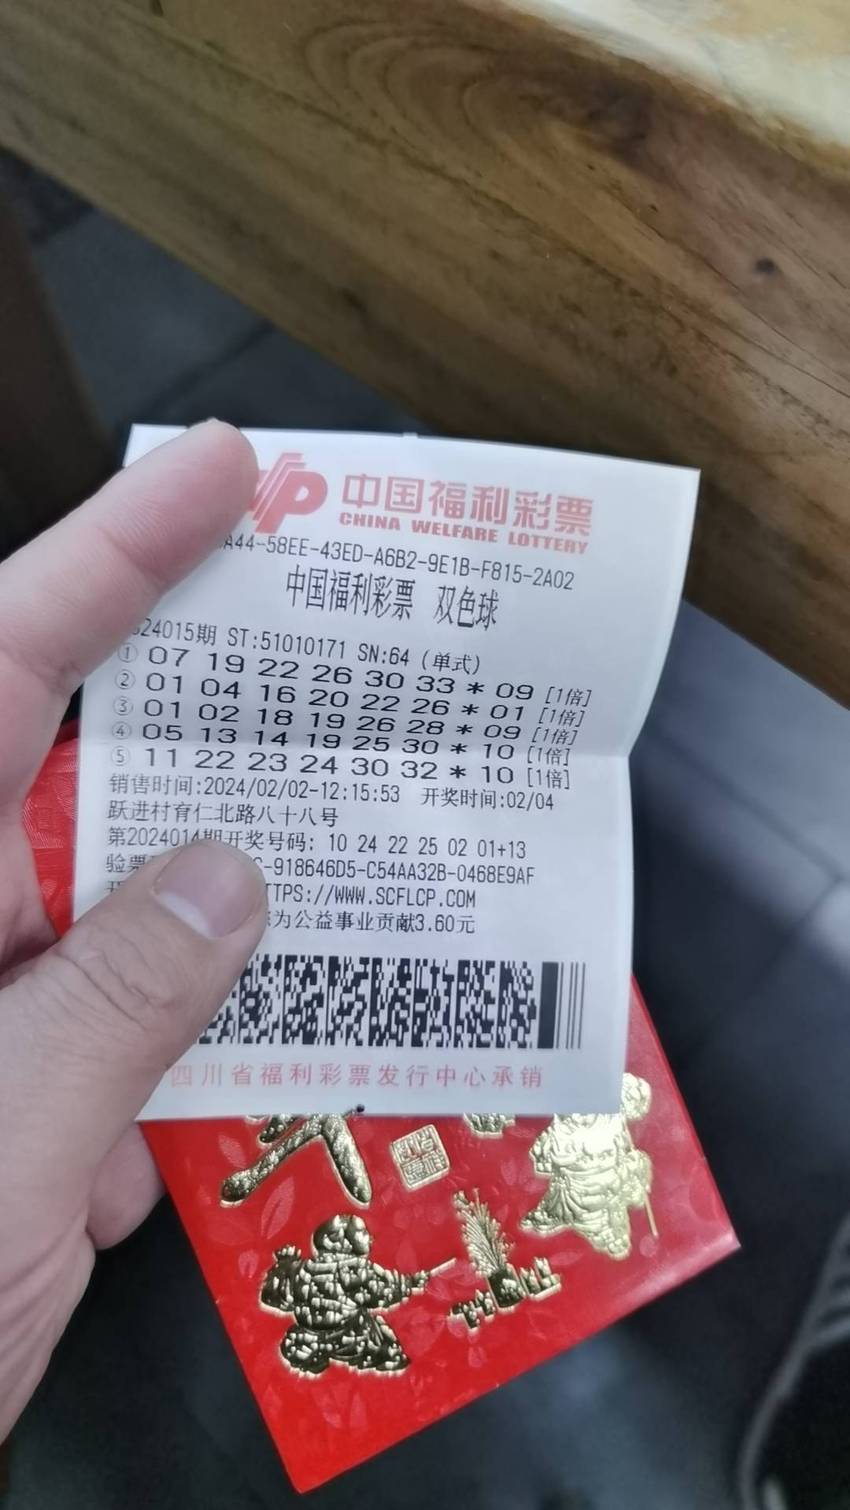 中国福利彩票
CHINA WELFARE LOTTERY
A44-58EE-43ED-A6B2-9E1B-F815-2A02
中国福利彩票 双色球
24015期 ST:51010171 SN:64 (单式)
① 07 19 22 26 30 33 * 09 [1倍]
② 01 04 16 20 22 26 * 01 [1倍]
③ 01 02 18 19 26 28 * 09 [1倍]
④ 05 13 14 19 25 30 * 10 [1倍]
⑤ 11 22 23 24 30 32 * 10 [1倍]
销售时间:2024/02/02-12:15:53 开奖时间:02/04
跃进村育仁北路八十八号
第2024014期开奖号码: 10 24 22 25 02 01+13
验票 -918646D5-C54AA32B-0468E9AF
TTPS://WWW.SCFLCP.COM
为公益事业贡献3.60元
四川省福利彩票发行中心承销